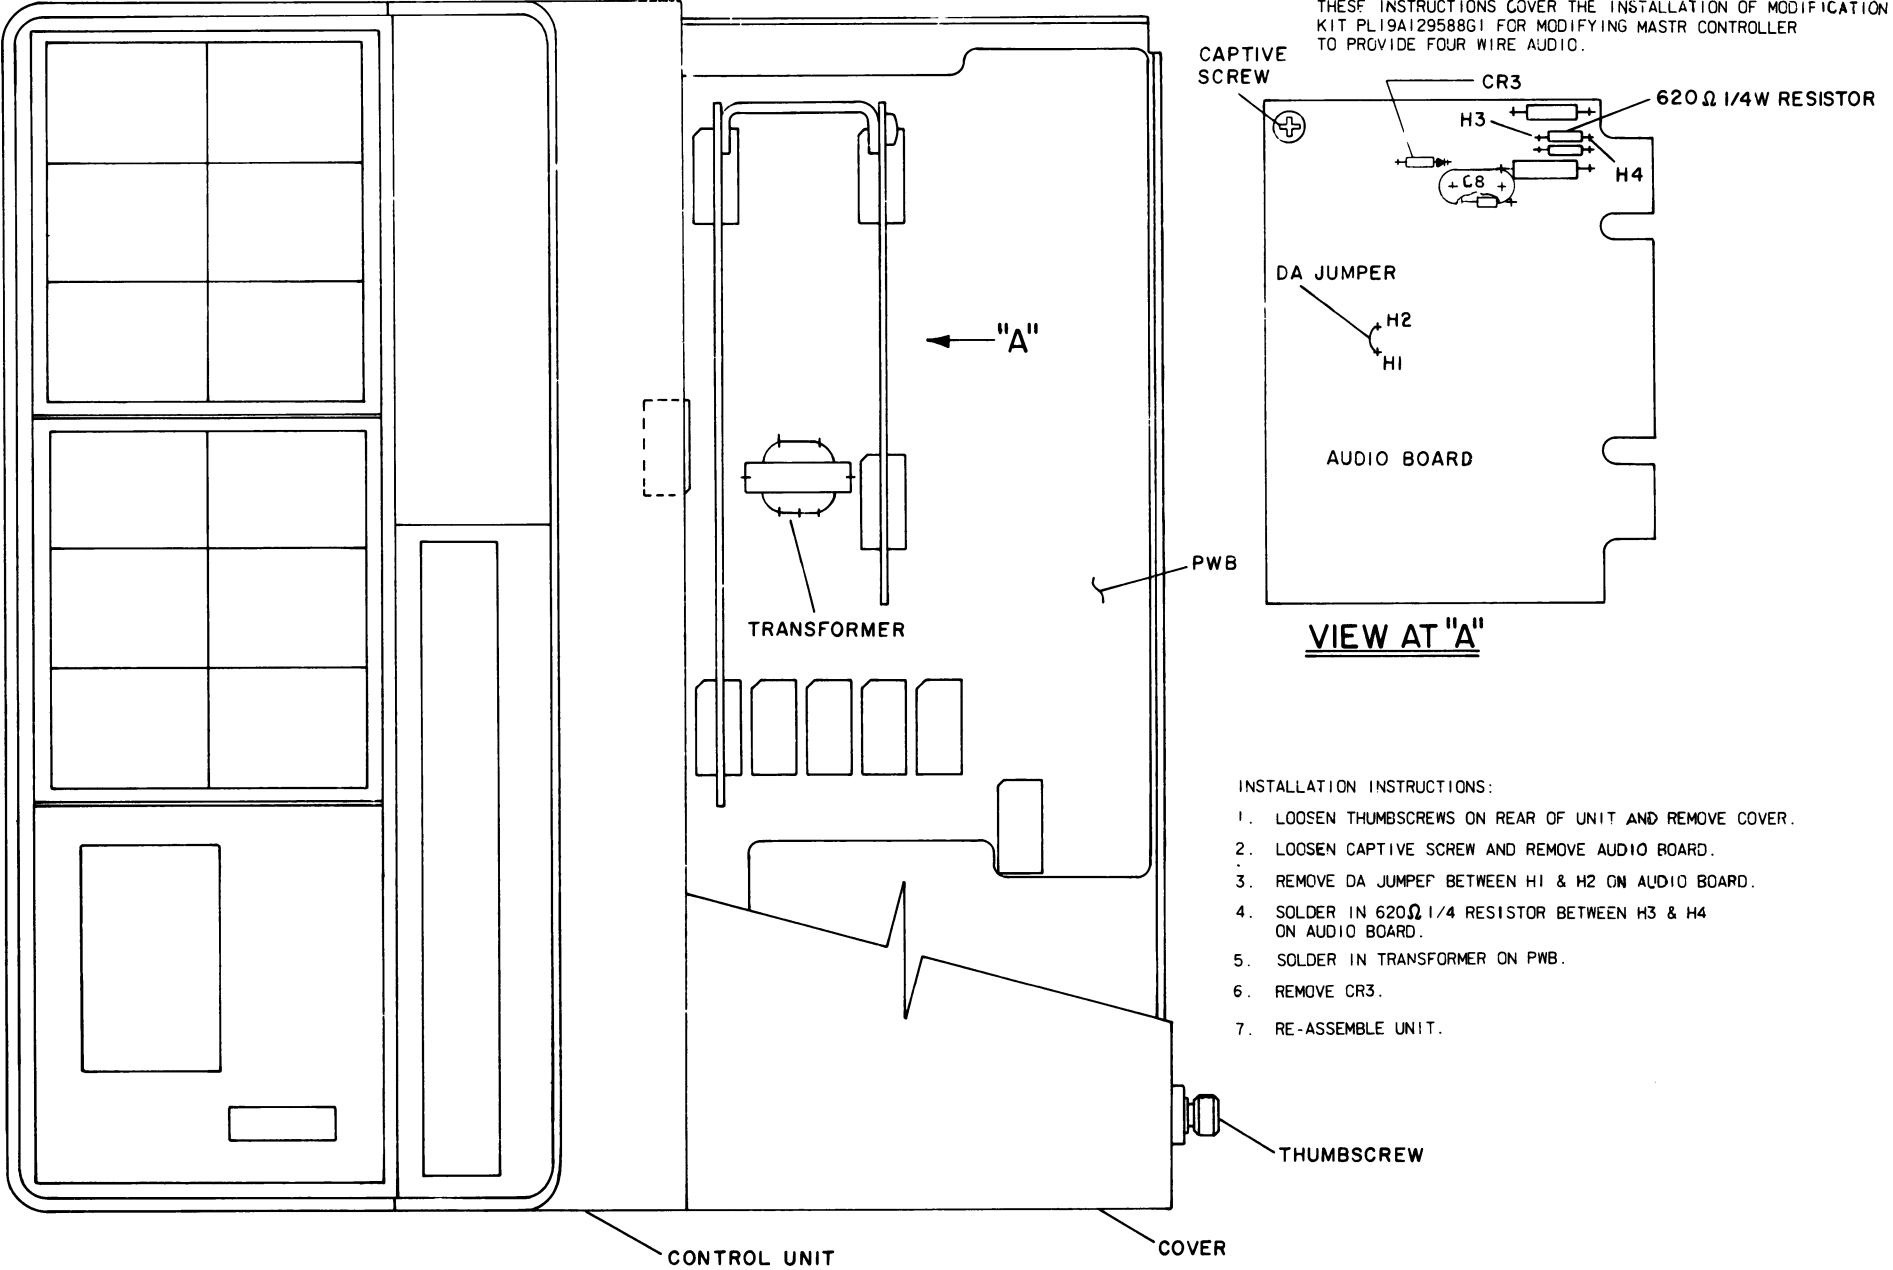 THESE INSTRUCTIONS COVER THE INSTALLATION OF MODIFICATION
KIT PL19A129588G1 FOR MODIFYING MASTR CONTROLLER
TO PROVIDE FOUR WIRE AUDIO.
CAPTIVE
SCREW
CR3
620Ω 1/4W RESISTOR
H3
H4
C8
DA JUMPER
H2
H1
"A"
AUDIO BOARD
PWB
TRANSFORMER
VIEW AT "A"
INSTALLATION INSTRUCTIONS:
1. LOOSEN THUMBSCREWS ON REAR OF UNIT AND REMOVE COVER.
2. LOOSEN CAPTIVE SCREW AND REMOVE AUDIO BOARD.
3. REMOVE DA JUMPER BETWEEN H1 & H2 ON AUDIO BOARD.
4. SOLDER IN 620Ω 1/4 RESISTOR BETWEEN H3 & H4
ON AUDIO BOARD.
5. SOLDER IN TRANSFORMER ON PWB.
6. REMOVE CR3.
7. RE-ASSEMBLE UNIT.
THUMBSCREW
COVER
CONTROL UNIT